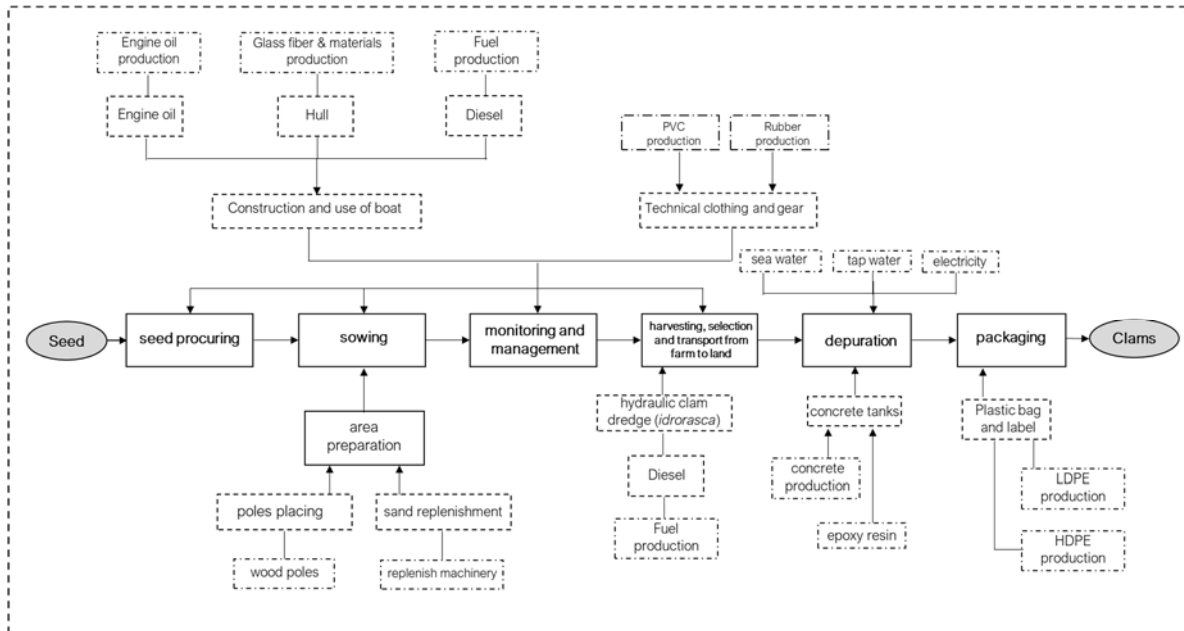 Engine oil
production
Glass fiber & materials
production
Fuel
production
Engine oil
Hull
Diesel
PVC
production
Rubber
production
Construction and use of boat
Technical clothing and gear
sea water
tap water
electricity
Seed
seed procuring
sowing
monitoring and
management
harvesting, selection
and transport from
farm to land
depuration
packaging
Clams
area
preparation
hydraulic clam
dredge (idrorasca)
concrete tanks
Plastic bag
and label
poles placing
sand replenishment
Diesel
concrete
production
LDPE
production
wood poles
replenish machinery
Fuel
production
epoxy resin
HDPE
production